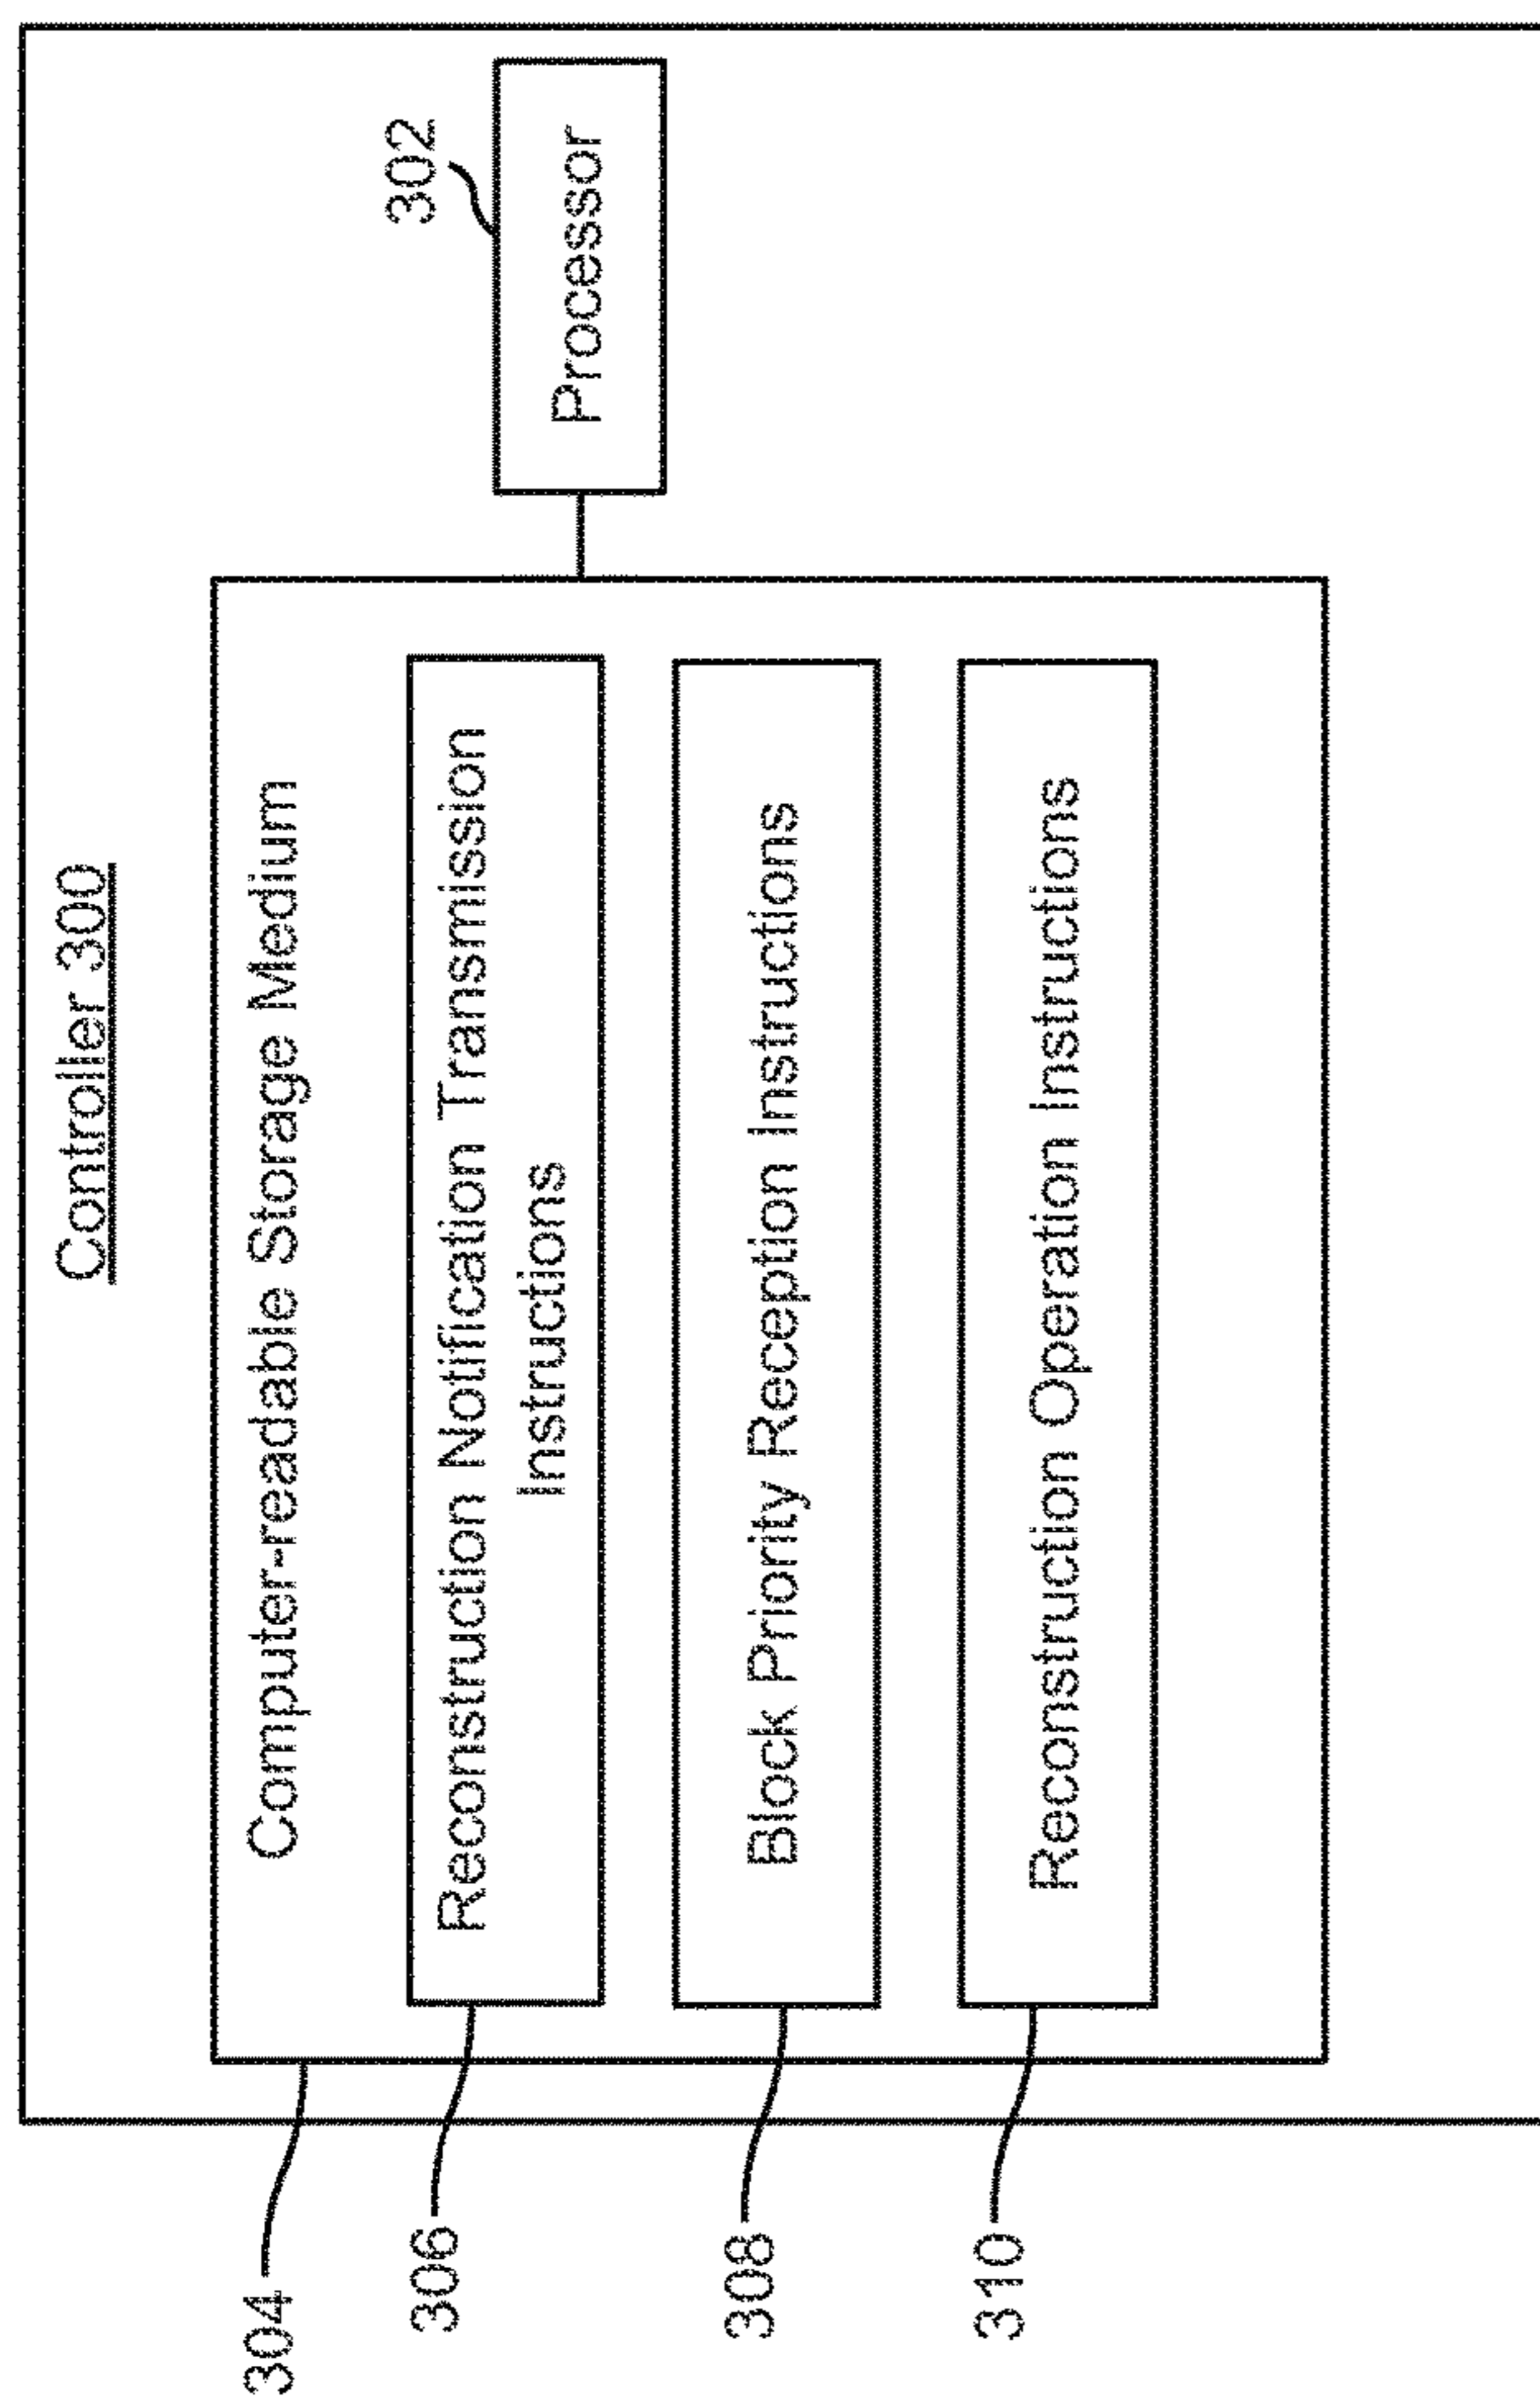 Controller 300
304
Computer-readable Storage Medium
306
Reconstruction Notification Transmission
Instructions
308
Block Priority Reception Instructions
310
Reconstruction Operation Instructions
302
Processor